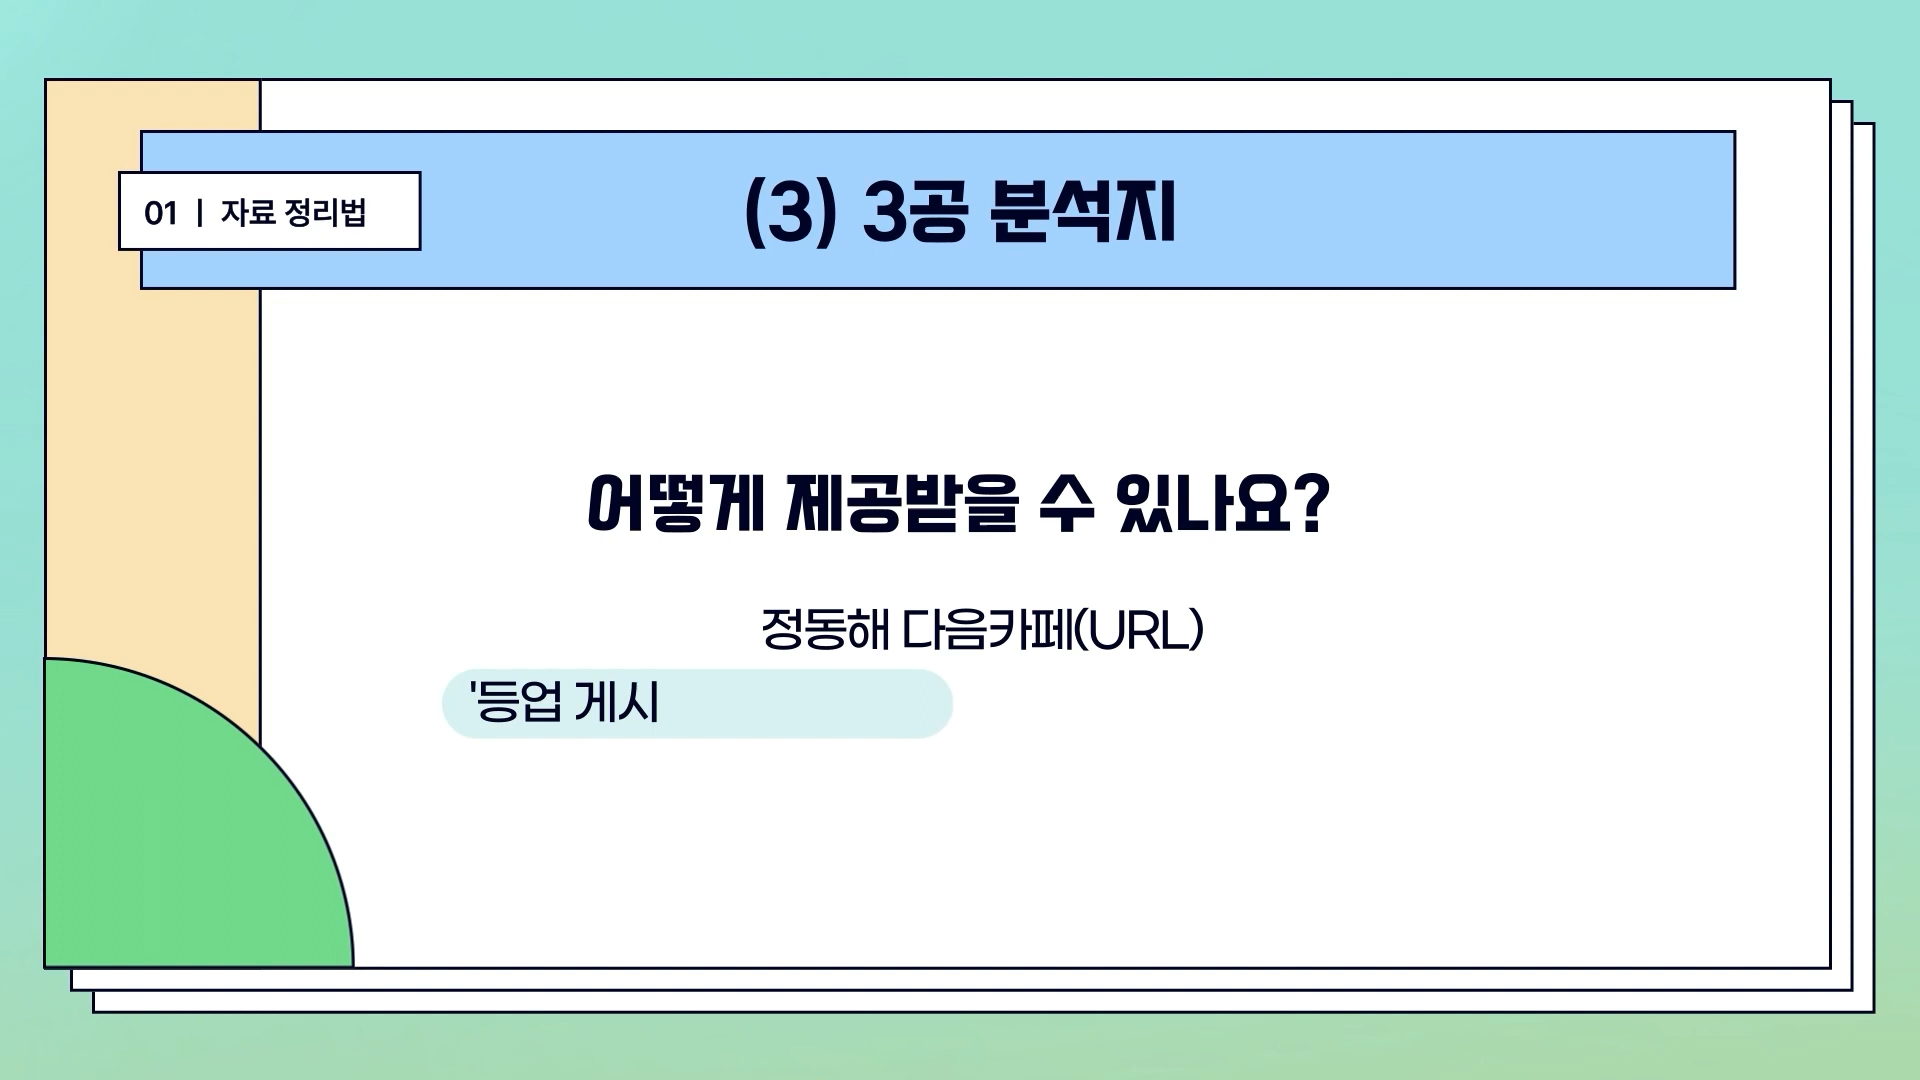 (3) 3공 분석지
01 | 자료 정리법
어떻게 제공받을 수 있나요?
정동해 다음카페(URL)
'등업 게시